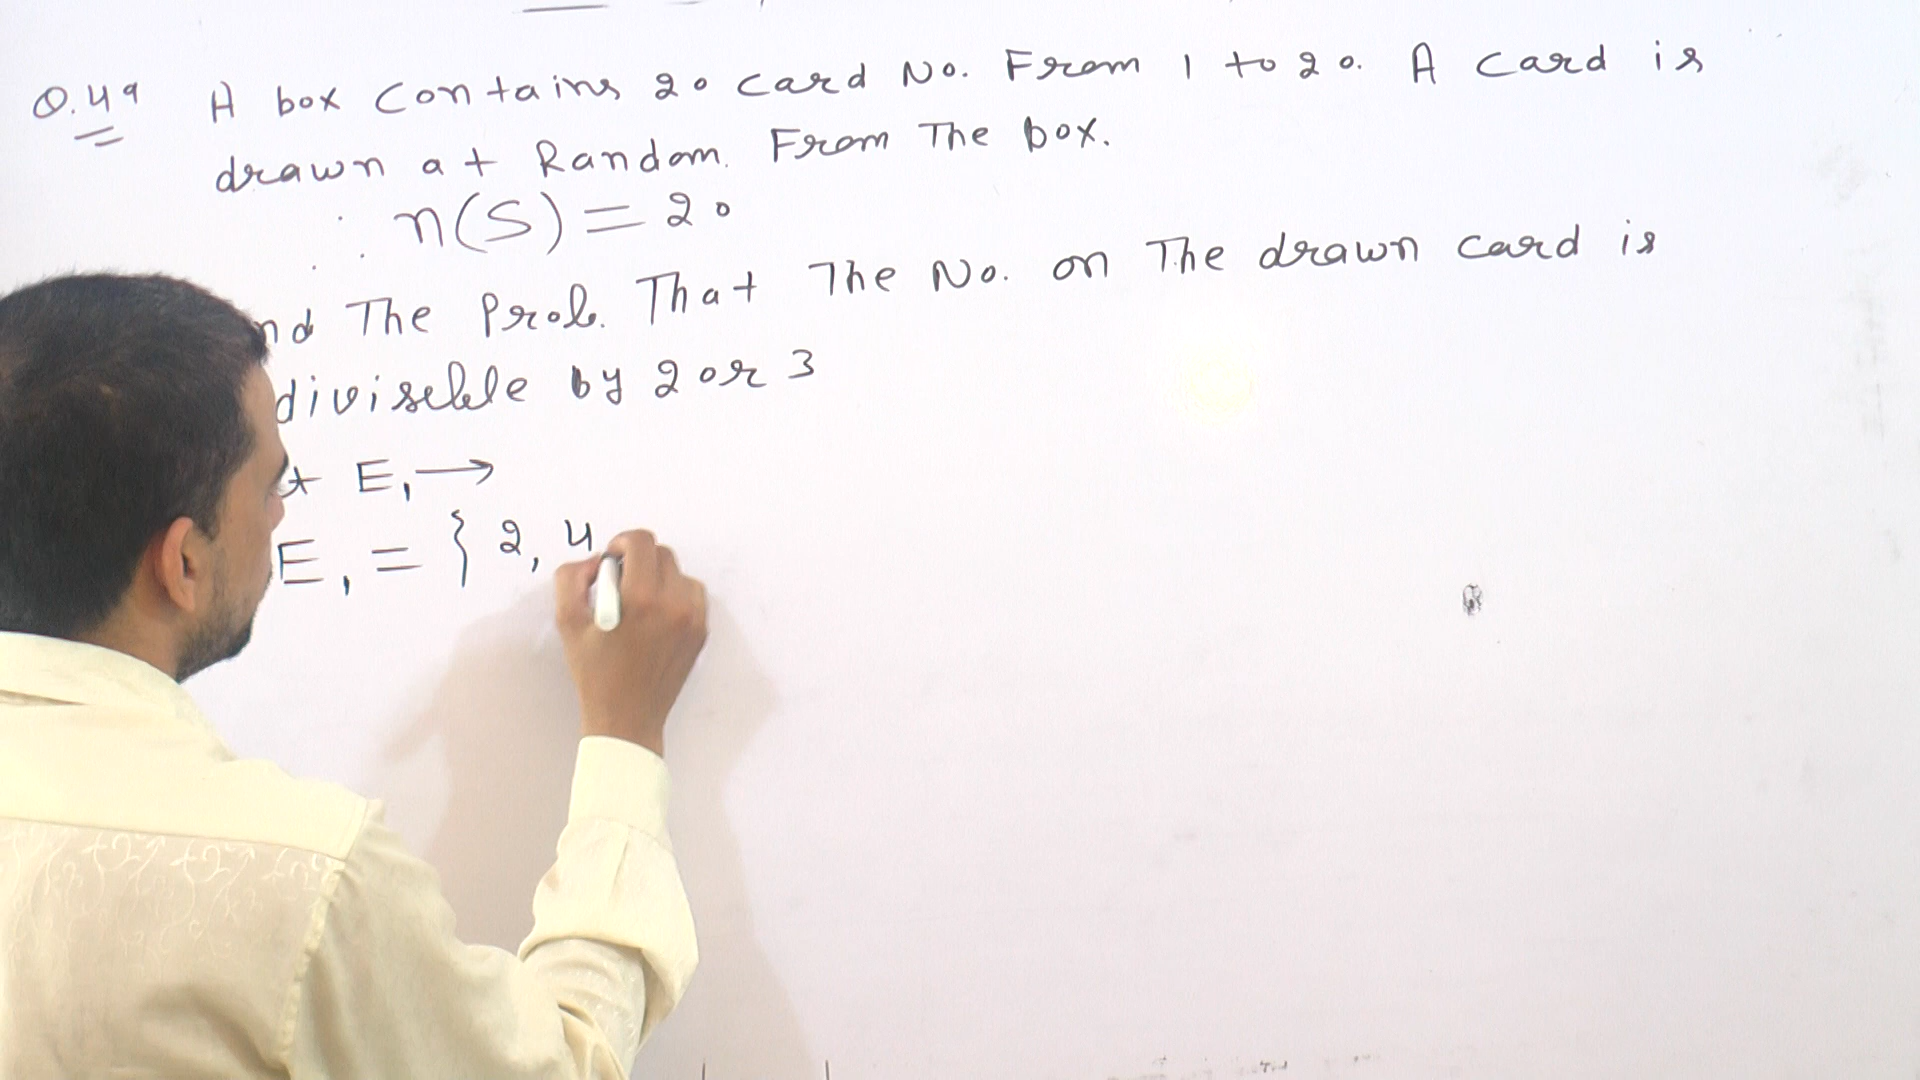 Q.49 A box contains 20 card No. From 1 to 20. A card is
drawn at Random. From The box.
∴ n(S) = 20
nd The Prob. That The No. on The drawn card is
divisible by 2 or 3
E₁ →
E₁ = { 2, 4